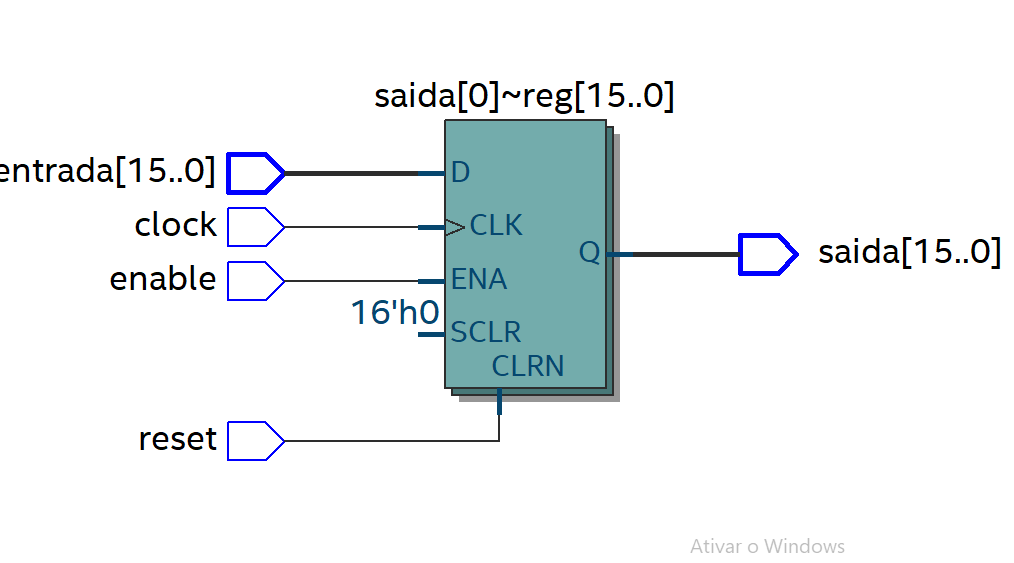 saida[0]~reg[15..0]
entrada[15..0]
D
clock
CLK
Q
saida[15..0]
enable
ENA
16'h0
SCLR
CLRN
reset
Ativar o Windows